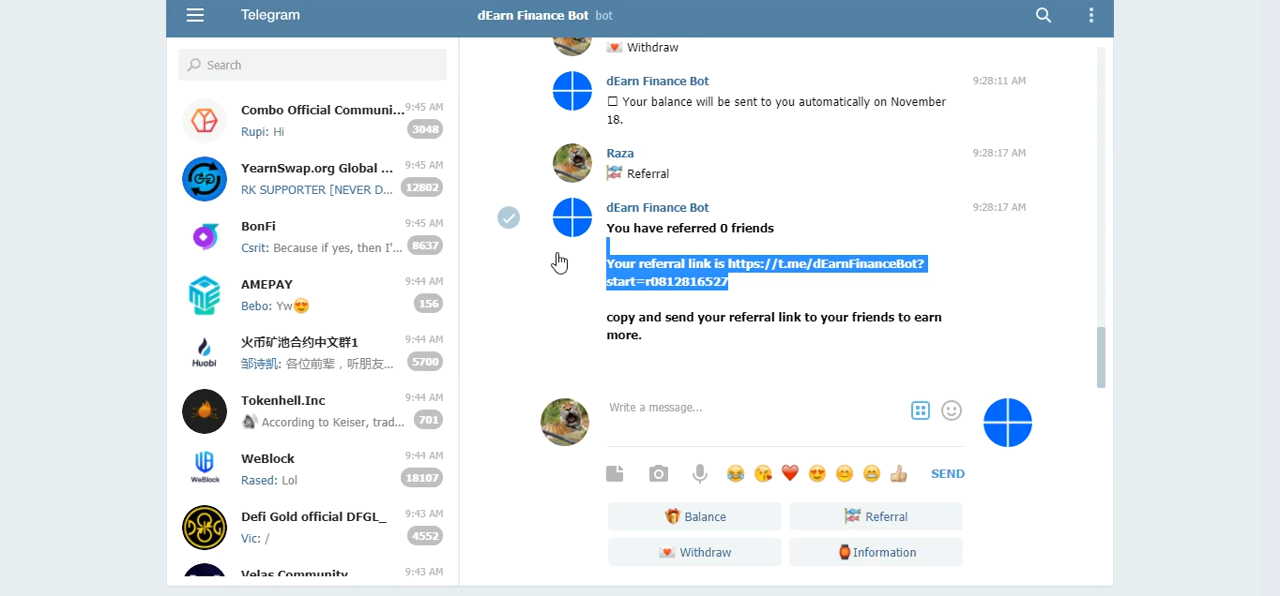 Telegram
dEarn Finance Bot bot
Search
Combo Official Communi... 9:45 AM
Rupi: Hi 3048
YearnSwap.org Global ... 9:45 AM
RK SUPPORTER [NEVER D... 12802
BonFi 9:45 AM
Csrit: Because if yes, then I'... 8637
AMEPAY 9:44 AM
Bebo: Yw😍 156
火币矿池合约中文群1 9:44 AM
邹诗凯: 各位前辈，听朋友... 5700
Huobi
Tokenhell.Inc 9:44 AM
According to Keiser, trad... 701
WeBlock 9:44 AM
Rased: Lol 18107
WeBlock
Defi Gold official DFGL_ 9:43 AM
Vic: / 4552
Velas Community 9:43 AM
💌 Withdraw
dEarn Finance Bot 9:28:11 AM
☐ Your balance will be sent to you automatically on November
18.
Raza 9:28:17 AM
🎏 Referral
dEarn Finance Bot 9:28:17 AM
You have referred 0 friends
Your referral link is https://t.me/dEarnFinanceBot?
start=r0812816527
copy and send your referral link to your friends to earn
more.
Write a message...
😂 😘 ❤️ 😍 😊 😁 👍 SEND
🎁 Balance
🎏 Referral
💌 Withdraw
🏮Information